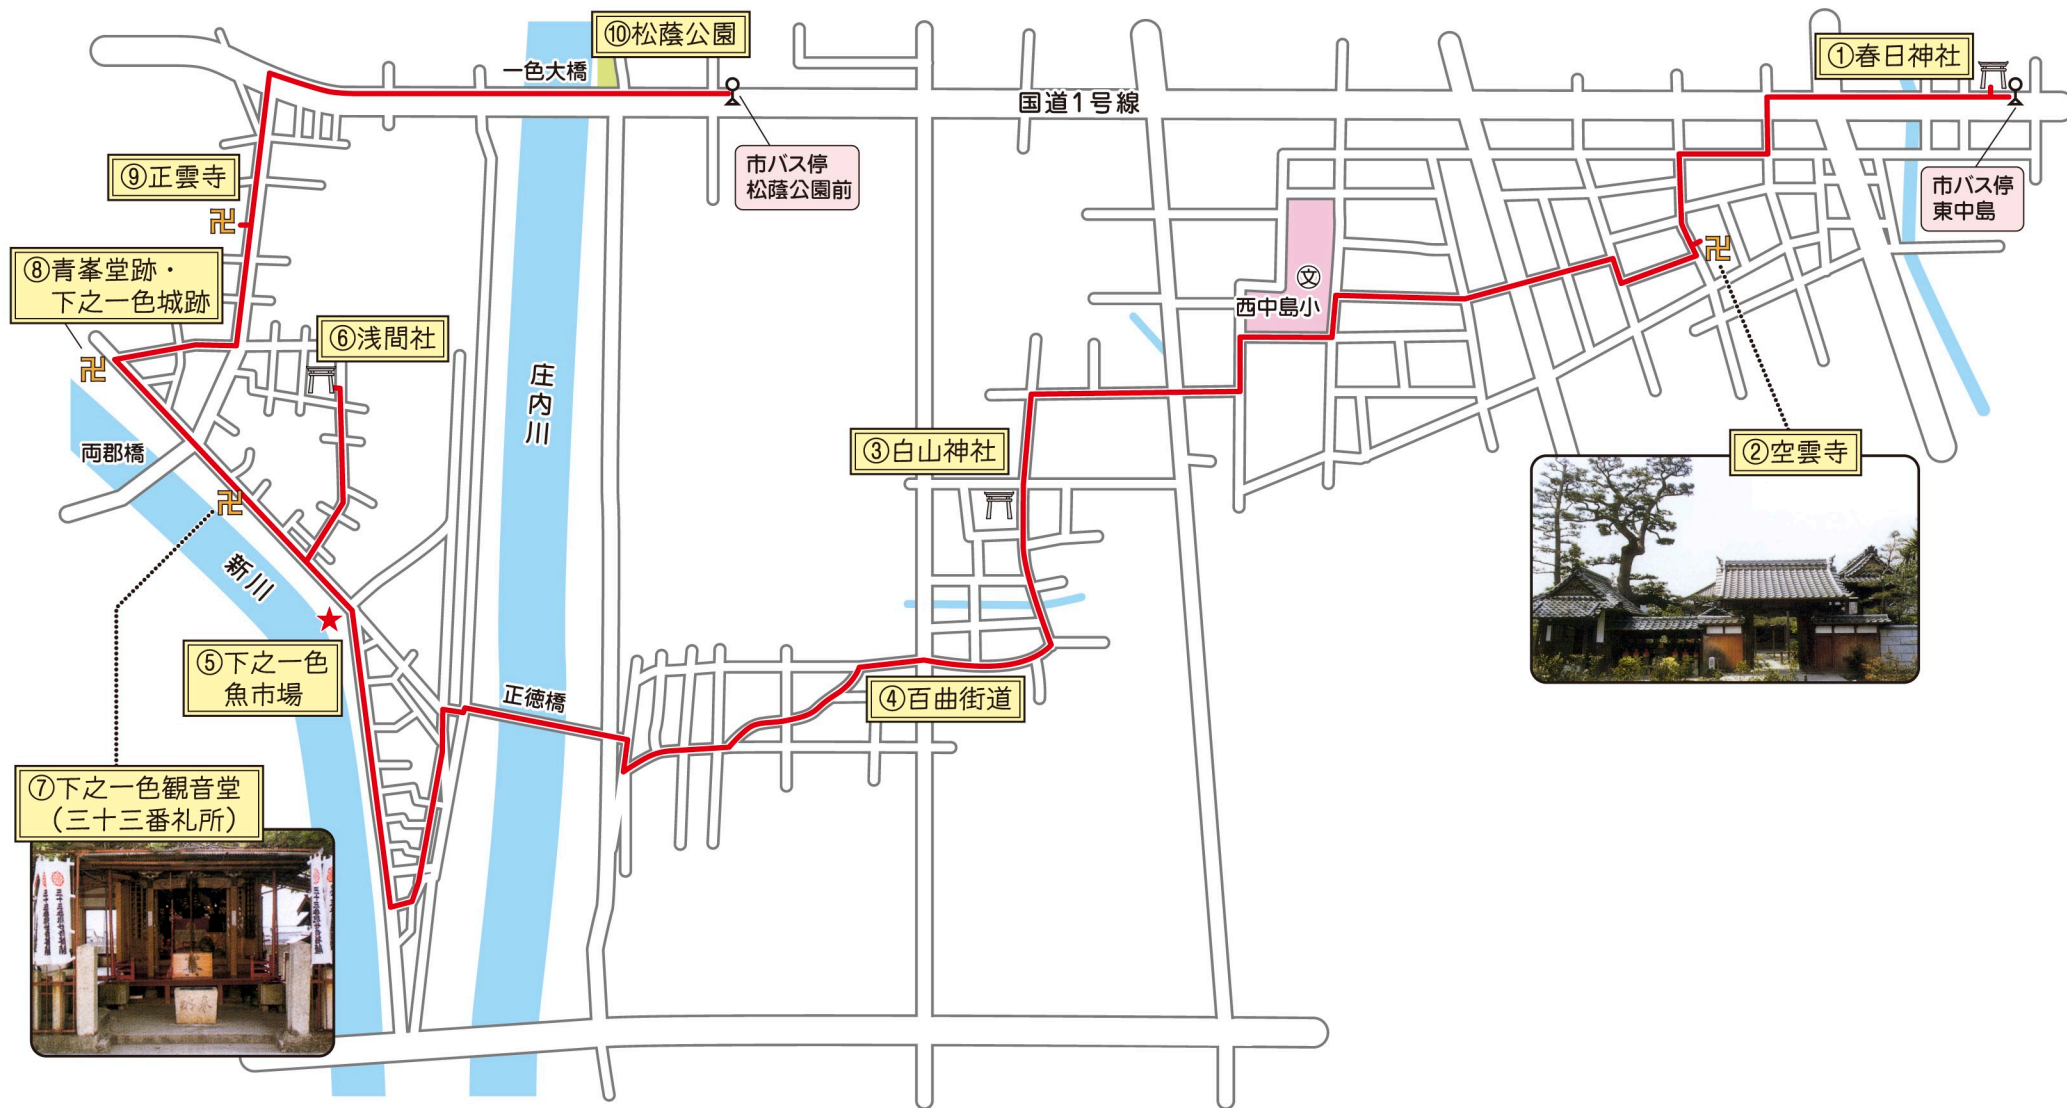 ⑩松蔭公園
一色大橋
国道1号線
①春日神社
市バス停
松蔭公園前
市バス停
東中島
⑨正雲寺
⑧青峯堂跡・
下之一色城跡
⑥浅間社
文
西中島小
庄内川
両郡橋
③白山神社
②空雲寺
新川
⑤下之一色
魚市場
正徳橋
④百曲街道
⑦下之一色観音堂
(三十三番礼所)